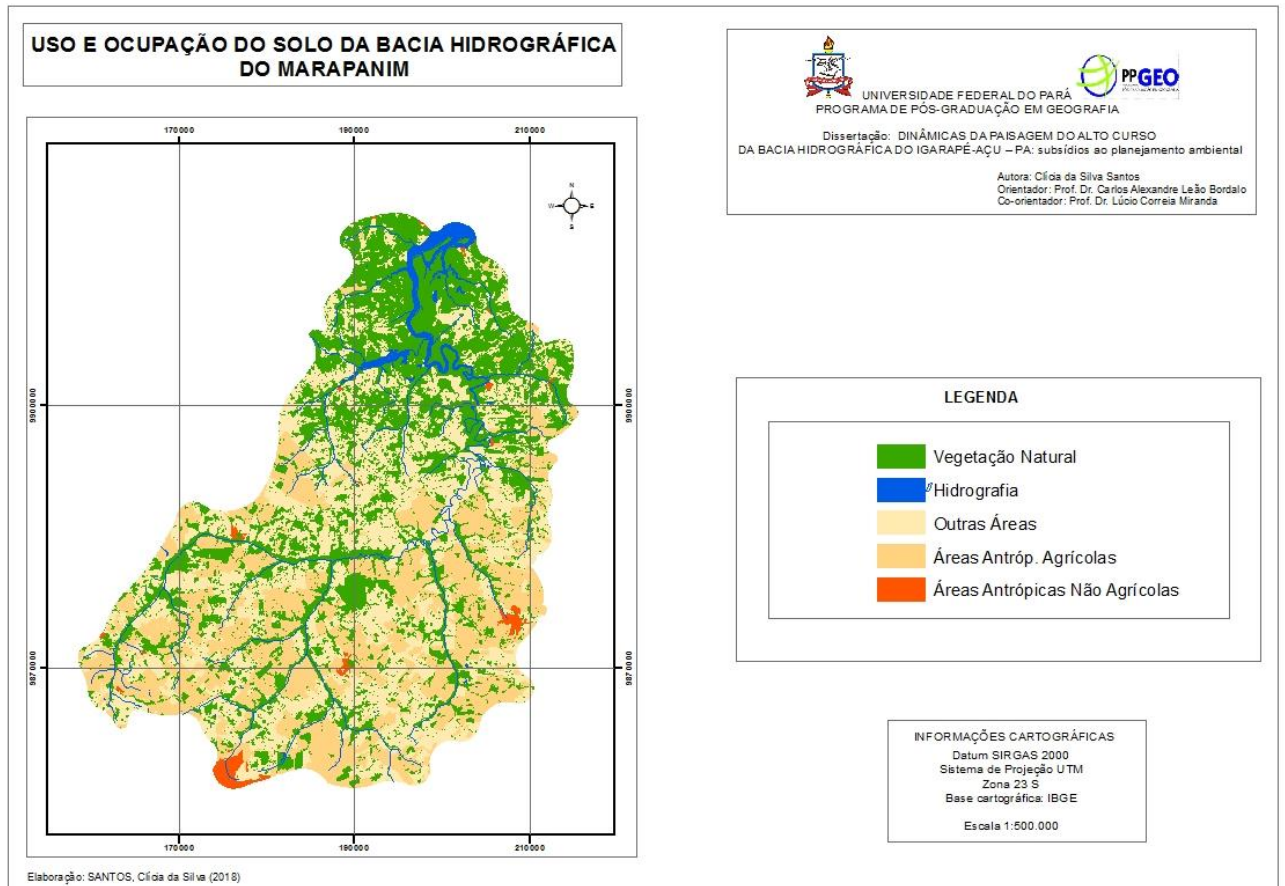 USO E OCUPAÇÃO DO SOLO DA BACIA HIDROGRÁFICA
DO MARAPANIM
PPGEO
UNIVERSIDADE FEDERAL DO PARÁ
PROGRAMA DE PÓS-GRADUAÇÃO EM GEOGRAFIA
Dissertação: DINÂMICAS DA PAISAGEM DO ALTO CURSO
DA BACIA HIDROGRÁFICA DO IGARAPÉ-AÇU – PA: subsídios ao planejamento ambiental
Autora: Clícia da Silva Santos
Orientador: Prof. Dr. Carlos Alexandre Leão Bordalo
Co-orientador: Prof. Dr. Lúcio Correia Miranda
170000 190000 210000
N
W E
S
9900000 9900000
9870000 9870000
170000 190000 210000
LEGENDA
Vegetação Natural
Hidrografia
Outras Áreas
Áreas Antróp. Agrícolas
Áreas Antrópicas Não Agrícolas
INFORMAÇÕES CARTOGRÁFICAS
Datum SIRGAS 2000
Sistema de Projeção UTM
Zona 23 S
Base cartográfica: IBGE
Escala 1:500.000
Elaboração: SANTOS, Clícia da Silva (2018)